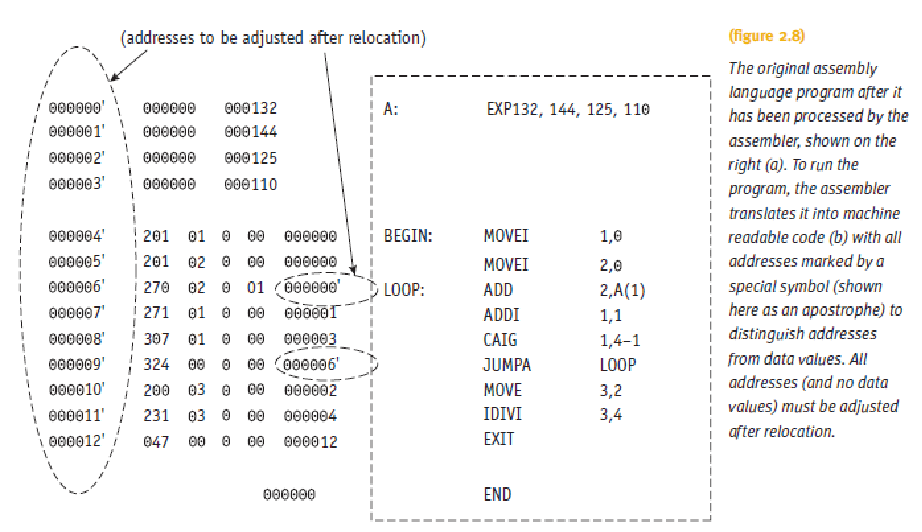 (addresses to be adjusted after relocation)
000000' 000000 000132 A: EXP132, 144, 125, 110
000001' 000000 000144
000002' 000000 000125
000003' 000000 000110
000004' 201 01 0 00 000000 BEGIN: MOVEI 1,0
000005' 201 02 0 00 000000 MOVEI 2,0
000006' 270 02 0 01 000000' LOOP: ADD 2,A(1)
000007' 271 01 0 00 000001 ADDI 1,1
000008' 307 01 0 00 000003 CAIG 1,4–1
000009' 324 00 0 00 000006' JUMPA LOOP
000010' 200 03 0 00 000002 MOVE 3,2
000011' 231 03 0 00 000004 IDIVI 3,4
000012' 047 00 0 00 000012 EXIT
000000 END
(figure 2.8)
The original assembly
language program after it
has been processed by the
assembler, shown on the
right (a). To run the
program, the assembler
translates it into machine
readable code (b) with all
addresses marked by a
special symbol (shown
here as an apostrophe) to
distinguish addresses
from data values. All
addresses (and no data
values) must be adjusted
after relocation.